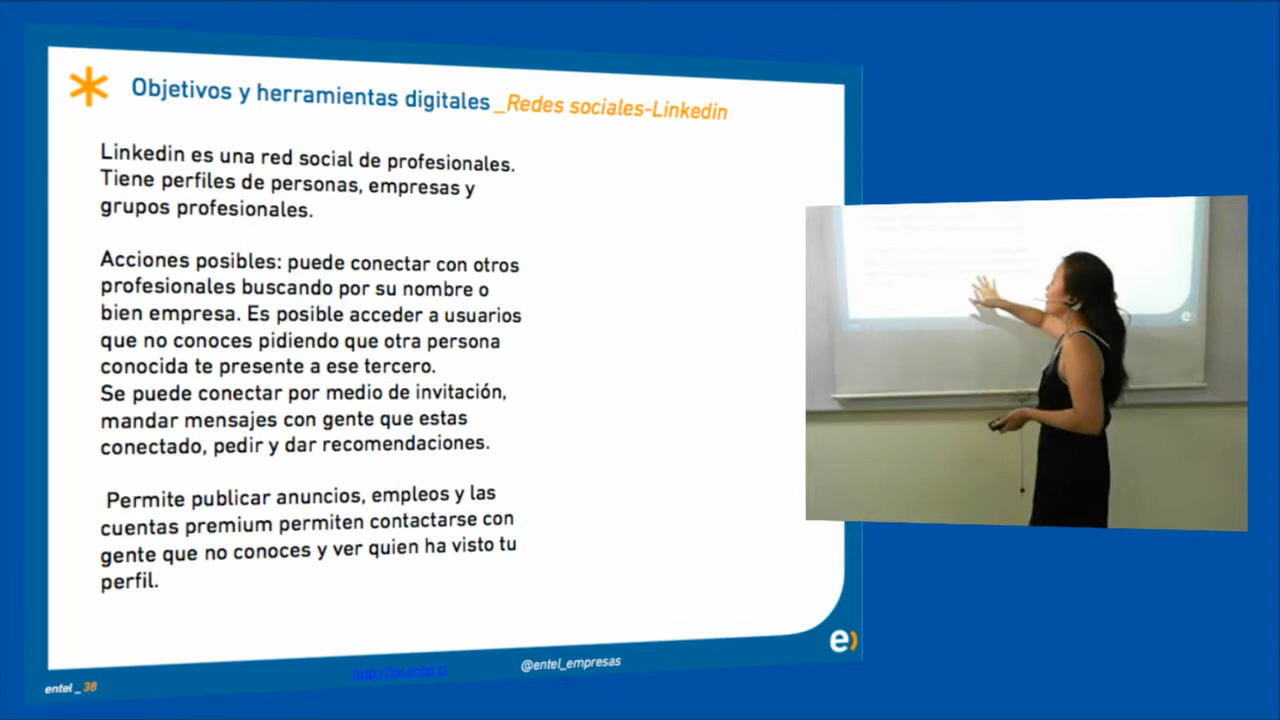 Objetivos y herramientas digitales _Redes sociales-Linkedin
Linkedin es una red social de profesionales.
Tiene perfiles de personas, empresas y
grupos profesionales.
Acciones posibles: puede conectar con otros
profesionales buscando por su nombre o
bien empresa. Es posible acceder a usuarios
que no conoces pidiendo que otra persona
conocida te presente a ese tercero.
Se puede conectar por medio de invitación,
mandar mensajes con gente que estas
conectado, pedir y dar recomendaciones.
Permite publicar anuncios, empleos y las
cuentas premium permiten contactarse con
gente que no conoces y ver quien ha visto tu
perfil.
e)
entel _ 38
@entel_empresas